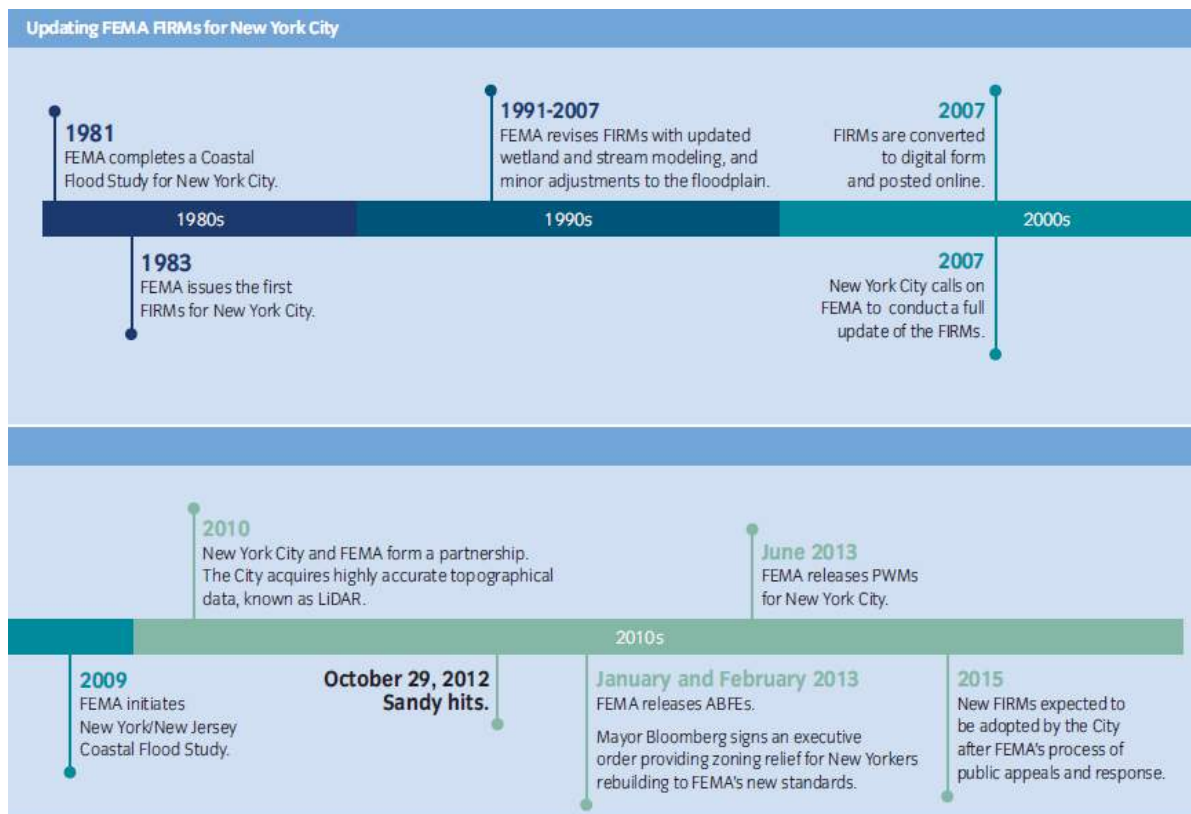 Updating FEMA FIRMs for New York City
1981
FEMA completes a Coastal
Flood Study for New York City.
1991-2007
FEMA revises FIRMs with updated
wetland and stream modeling, and
minor adjustments to the floodplain.
2007
FIRMs are converted
to digital form
and posted online.
1980s
1990s
2000s
1983
FEMA issues the first
FIRMs for New York City.
2007
New York City calls on
FEMA to conduct a full
update of the FIRMs.
2010
New York City and FEMA form a partnership.
The City acquires highly accurate topographical
data, known as LiDAR.
June 2013
FEMA releases PWMs
for New York City.
2010s
2009
FEMA initiates
New York/New Jersey
Coastal Flood Study.
October 29, 2012
Sandy hits.
January and February 2013
FEMA releases ABFEs.
Mayor Bloomberg signs an executive
order providing zoning relief for New Yorkers
rebuilding to FEMA's new standards.
2015
New FIRMs expected to
be adopted by the City
after FEMA's process of
public appeals and response.